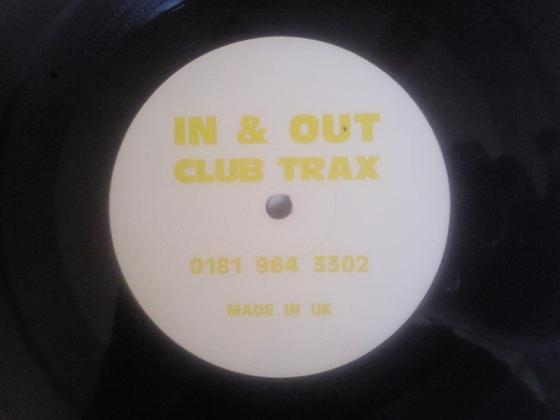 IN & OUT
CLUB TRAX
0181 964 3302
MADE IN UK